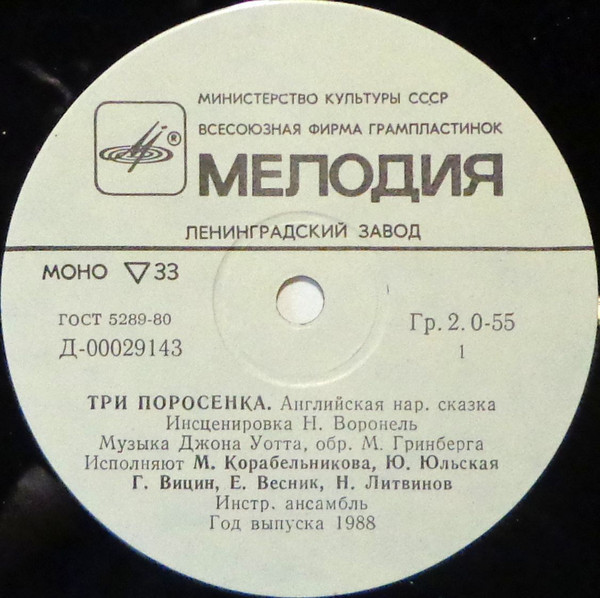 МИНИСТЕРСТВО КУЛЬТУРЫ СССР
ВСЕСОЮЗНАЯ ФИРМА ГРАМПЛАСТИНОК
®
МЕЛОДИЯ
ЛЕНИНГРАДСКИЙ ЗАВОД
МОНО ▽ 33
ГОСТ 5289-80
Гр. 2. 0-55
Д-00029143
1
ТРИ ПОРОСЕНКА. Английская нар. сказка
Инсценировка Н. Воронель
Музыка Джона Уотта, обр. М. Гринберга
Исполняют М. Корабельникова, Ю. Юльская
Г. Вицин, Е. Весник, Н. Литвинов
Инстр. ансамбль
Год выпуска 1988